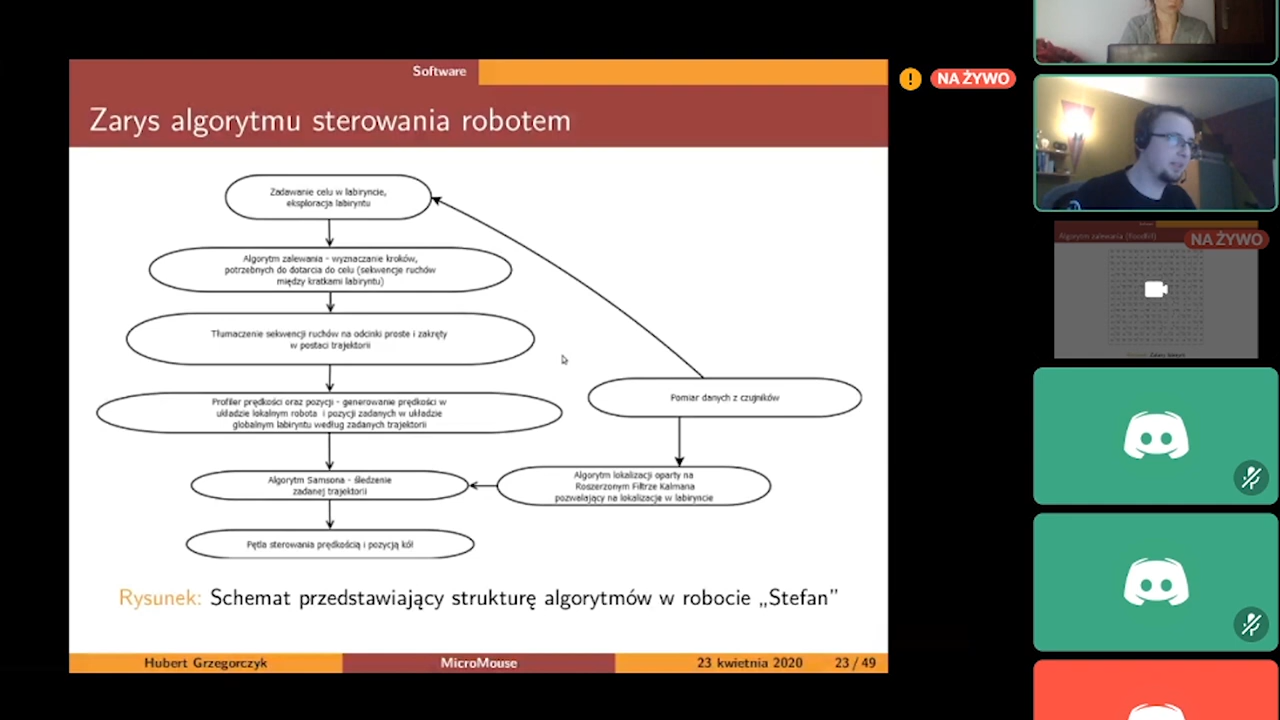 Software
Zarys algorytmu sterowania robotem
Zadawanie celu w labiryncie,
eksploracja labiryntu
Algorytm zalewania - wyznaczanie kroków,
potrzebnych do dotarcia do celu (sekwencje ruchów
między kratkami labiryntu)
Tłumaczenie sekwencji ruchów na odcinki proste i zakręty
w postaci trajektorii
Profiler prędkości oraz pozycji - generowanie prędkości w
układzie lokalnym robota i pozycji zadanych w układzie
globalnym labiryntu według zadanych trajektorii
Pomiar danych z czujników
Algorytm Samsona - śledzenie
zadanej trajektorii
Algorytm lokalizacji oparty na
Roszerzonym Filtrze Kalmana
pozwalający na lokalizacje w labiryncie
Pętla sterowania prędkością i pozycją kół
Rysunek: Schemat przedstawiający strukturę algorytmów w robocie „Stefan”
Hubert Grzegorczyk MicroMouse 23 kwietnia 2020 23 / 49
! NA ŻYWO
NA ŻYWO
Algorytm zalewania (floodfill)